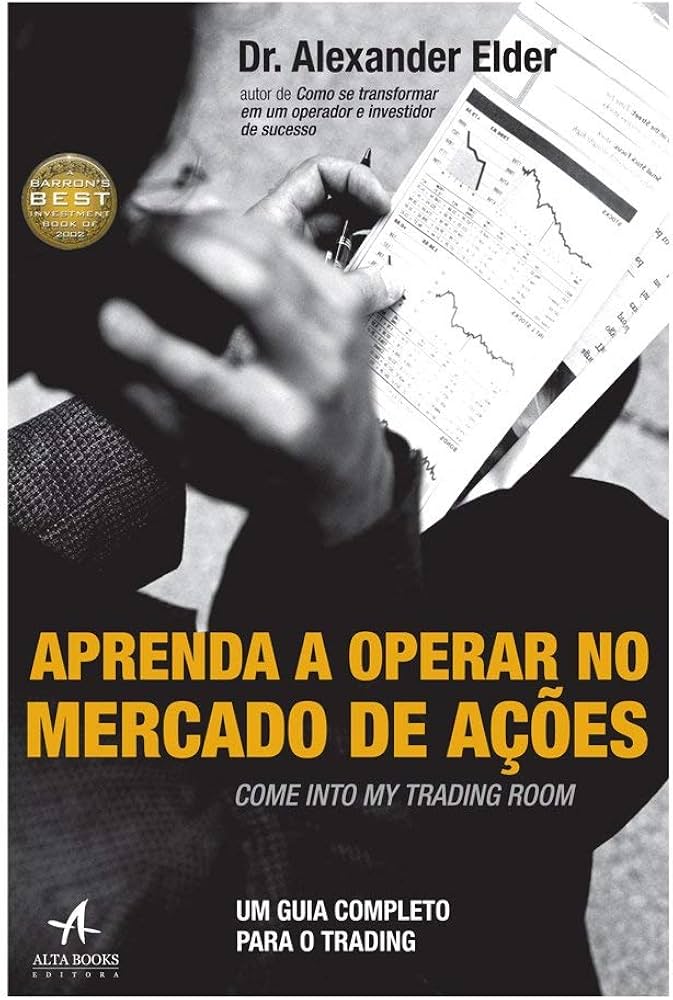 Dr. Alexander Elder
autor de Como se transformar
em um operador e investidor
de sucesso
A
BARRON'S
BEST
INVESTMENT
BOOK OF
2002
APRENDA A OPERAR NO
MERCADO DE AÇÕES
COME INTO MY TRADING ROOM
UM GUIA COMPLETO
PARA O TRADING
ALTA BOOKS
EDITORA